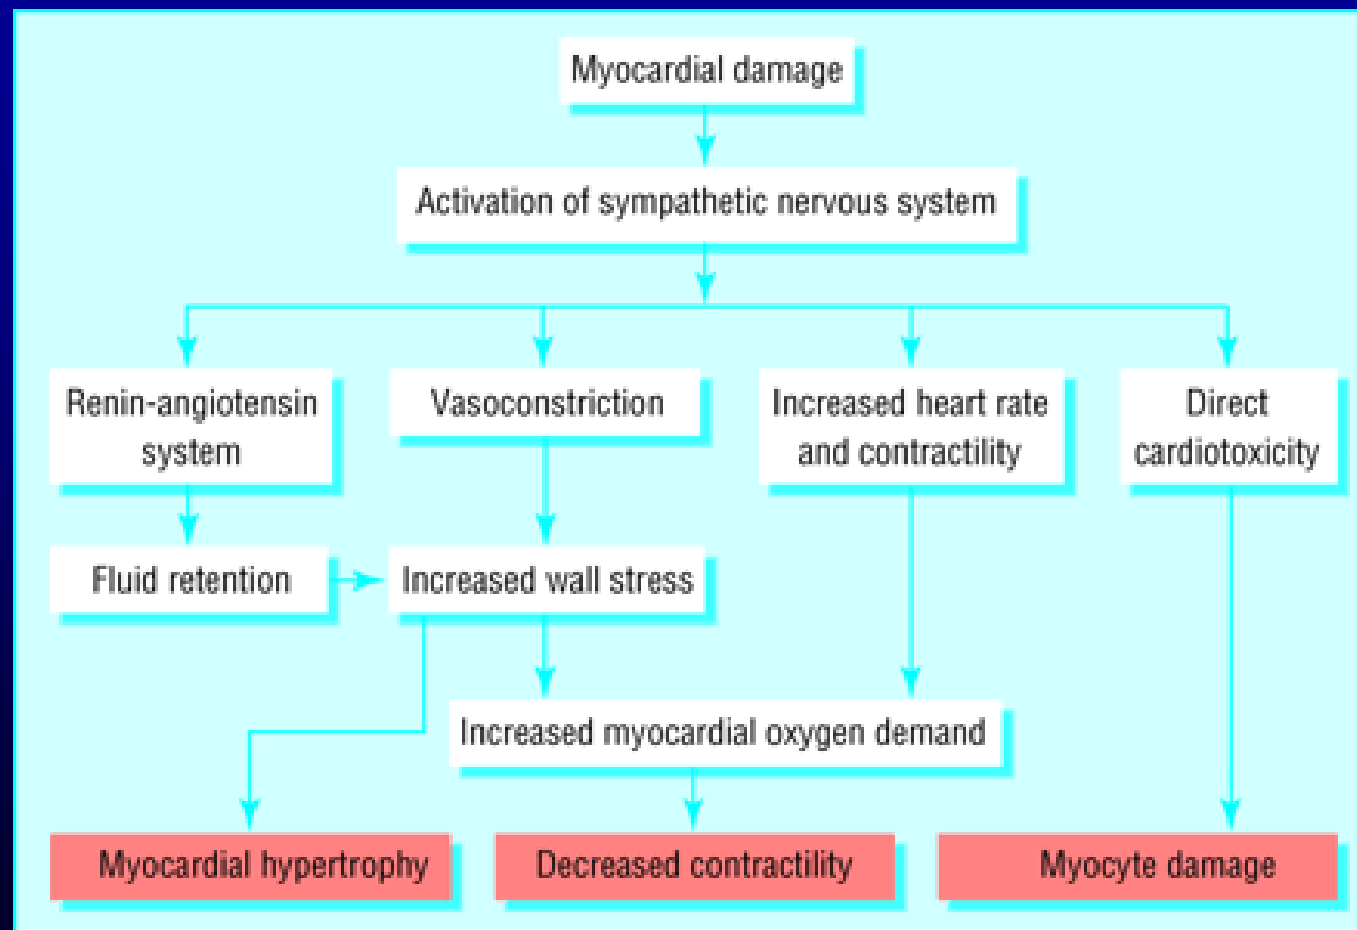 Myocardial damage
Activation of sympathetic nervous system
Renin-angiotensin
system
Vasoconstriction
Increased heart rate
and contractility
Direct
cardiotoxicity
Fluid retention
Increased wall stress
Increased myocardial oxygen demand
Myocardial hypertrophy
Decreased contractility
Myocyte damage